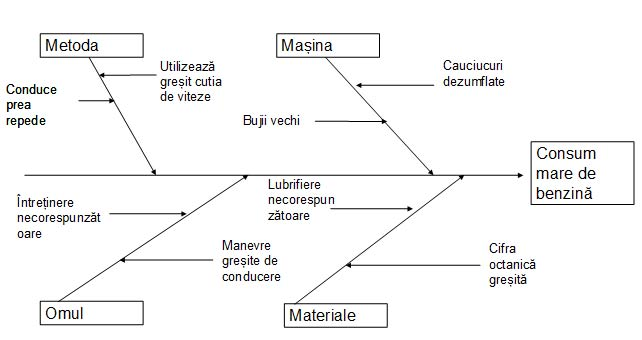 Metoda
Mașina
Utilizează
greșit cutia
de viteze
Cauciucuri
dezumflate
Conduce
prea
repede
Bujii vechi
Consum
mare de
benzină
Lubrifiere
necorespun
zătoare
Întreținere
necorespunzăt
oare
Manevre
greșite de
conducere
Cifra
octanică
greșită
Omul
Materiale